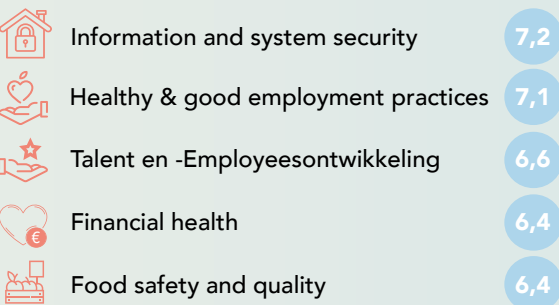 Information and system security 7,2
Healthy & good employment practices 7,1
Talent en -Employeesontwikkeling 6,6
Financial health 6,4
€
Food safety and quality 6,4